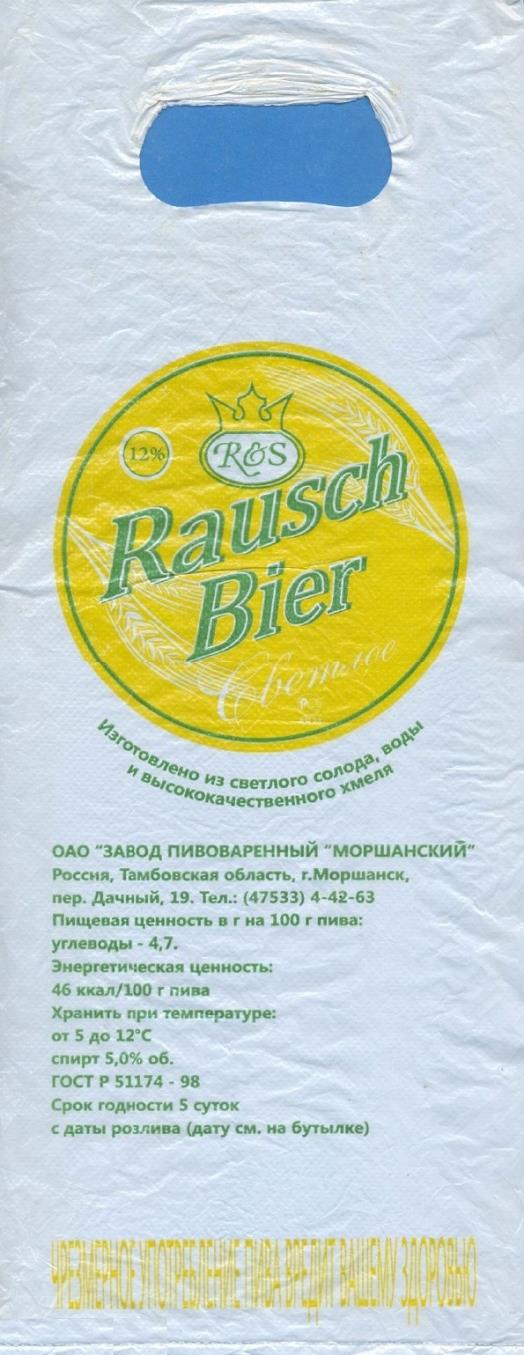 12%
R&S
Rausch
Bier
Светлое
Изготовлено из светлого солода, воды
и высококачественного хмеля
ОАО "ЗАВОД ПИВОВАРЕННЫЙ "МОРШАНСКИЙ"
Россия, Тамбовская область, г.Моршанск,
пер. Дачный, 19. Тел.: (47533) 4-42-63
Пищевая ценность в г на 100 г пива:
углеводы - 4,7.
Энергетическая ценность:
46 ккал/100 г пива
Хранить при температуре:
от 5 до 12°С
спирт 5,0% об.
ГОСТ Р 51174 - 98
Срок годности 5 суток
с даты розлива (дату см. на бутылке)
ЧРЕЗМЕРНОЕ УПОТРЕБЛЕНИЕ ПИВА ВРЕДИТ ВАШЕМУ ЗДОРОВЬЮ